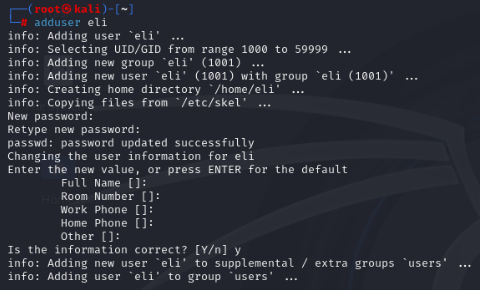 ┌──(root㉿kali)-[~]
└─# adduser eli
info: Adding user `eli' ...
info: Selecting UID/GID from range 1000 to 59999 ...
info: Adding new group `eli' (1001) ...
info: Adding new user `eli' (1001) with group `eli (1001)' ...
info: Creating home directory `/home/eli' ...
info: Copying files from `/etc/skel' ...
New password:
Retype new password:
passwd: password updated successfully
Changing the user information for eli
Enter the new value, or press ENTER for the default
        Full Name []:
        Room Number []:
        Work Phone []:
        Home Phone []:
        Other []:
Is the information correct? [Y/n] y
info: Adding new user `eli' to supplemental / extra groups `users' ...
info: Adding user `eli' to group `users' ...